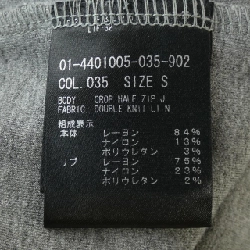 01-4401005-035-902
COL. 035 SIZE S
BODY : CROP HALF ZIP J
FABRIC: DOUBLE KNIT LI N
組成表示
本体 レーヨン 84%
ナイロン 13%
ポリウレタン 3%
リブ レーヨン 75%
ナイロン 23%
ポリウレタン 2%